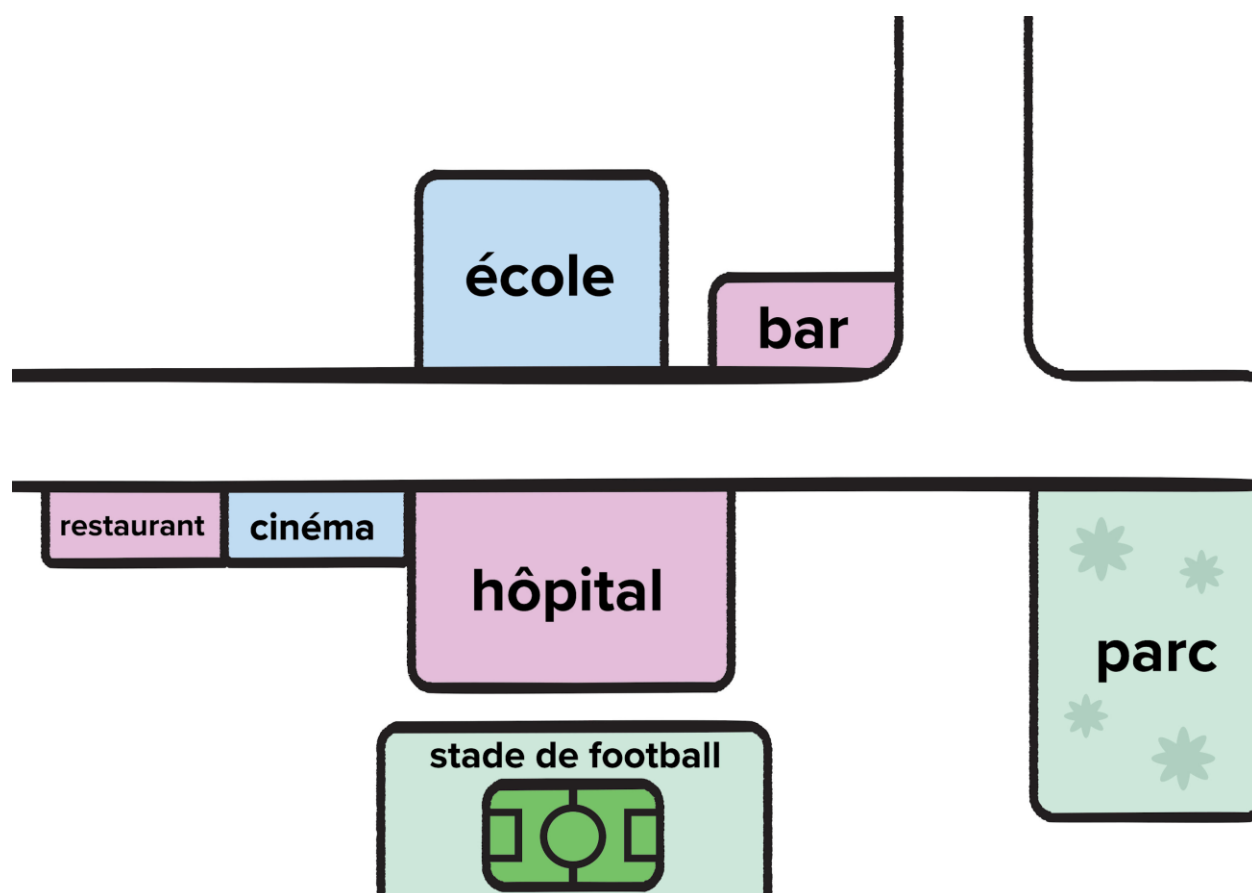 école
bar
restaurant
cinéma
hôpital
parc
stade de football